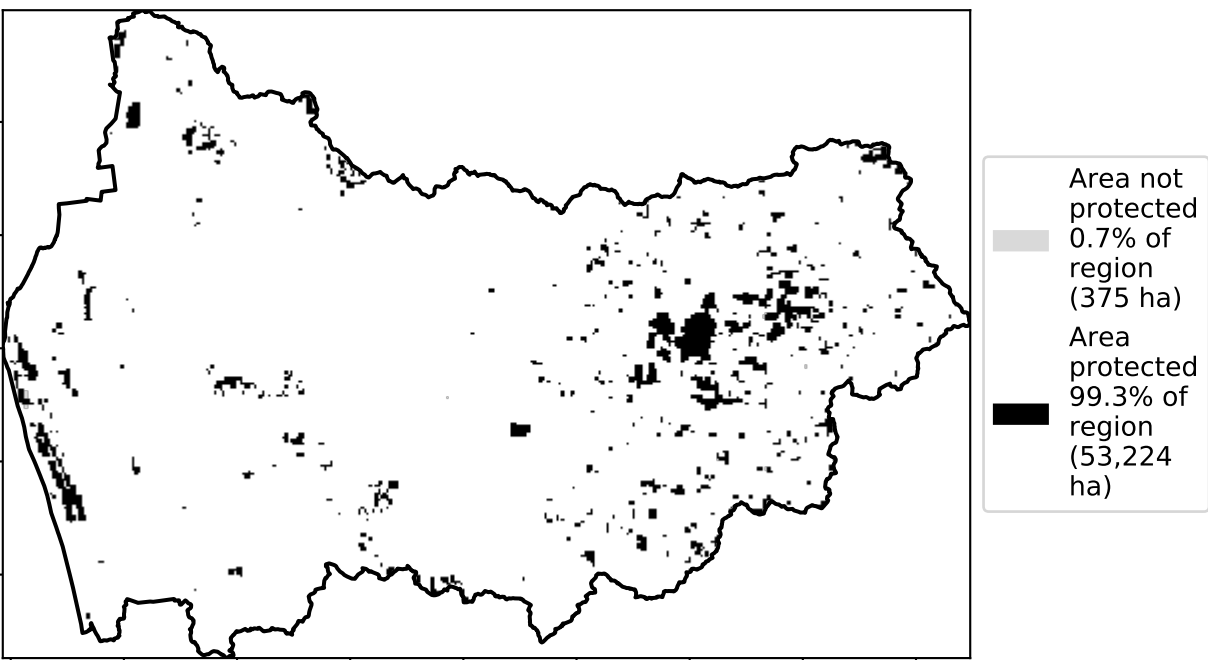 Area not
protected
0.7% of
region
(375 ha)
Area
protected
99.3% of
region
(53,224
ha)